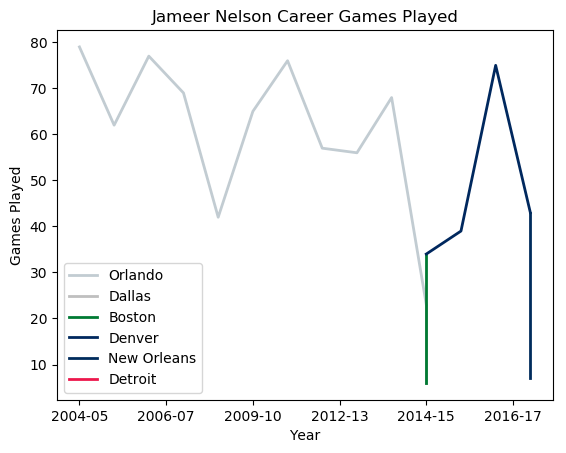 Jameer Nelson Career Games Played
Games Played
80
70
60
50
40
30
20
10
Orlando
Dallas
Boston
Denver
New Orleans
Detroit
2004-05 2006-07 2009-10 2012-13 2014-15 2016-17
Year